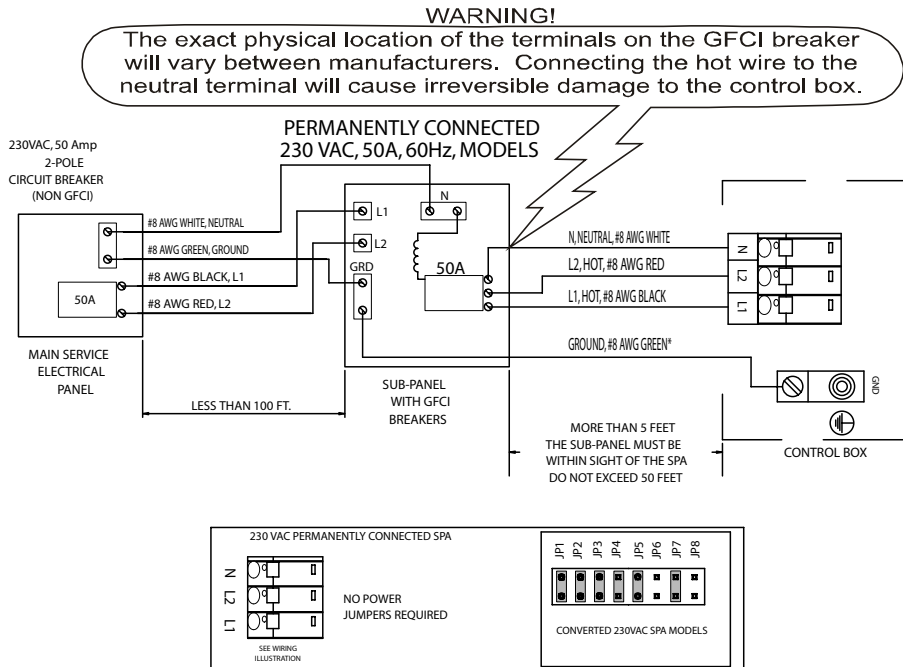 WARNING!
The exact physical location of the terminals on the GFCI breaker
will vary between manufacturers. Connecting the hot wire to the
neutral terminal will cause irreversible damage to the control box.
PERMANENTLY CONNECTED
230 VAC, 50A, 60Hz, MODELS
230VAC, 50 Amp
2-POLE
CIRCUIT BREAKER
(NON GFCI)
#8 AWG WHITE, NEUTRAL
#8 AWG GREEN, GROUND
#8 AWG BLACK, L1
#8 AWG RED, L2
50A
MAIN SERVICE
ELECTRICAL
PANEL
LESS THAN 100 FT.
L1
L2
GRD
N
50A
SUB-PANEL
WITH GFCI
BREAKERS
N, NEUTRAL, #8 AWG WHITE
L2, HOT, #8 AWG RED
L1, HOT, #8 AWG BLACK
GROUND, #8 AWG GREEN*
N
L2
L1
GND
CONTROL BOX
MORE THAN 5 FEET
THE SUB-PANEL MUST BE
WITHIN SIGHT OF THE SPA
DO NOT EXCEED 50 FEET
230 VAC PERMANENTLY CONNECTED SPA
N
L2
L1
SEE WIRING
ILLUSTRATION
NO POWER
JUMPERS REQUIRED
JP1
JP2
JP3
JP4
JP5
JP6
JP7
JP8
CONVERTED 230VAC SPA MODELS